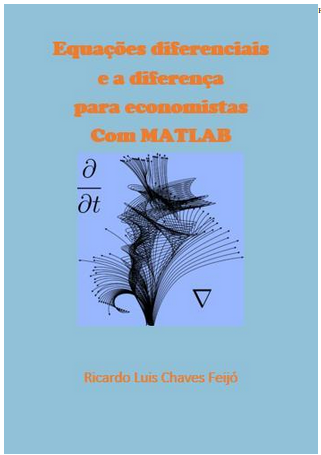 Equações diferenciais
e a diferença
para economistas
Com MATLAB
∂
∂t
∇
Ricardo Luis Chaves Feijó